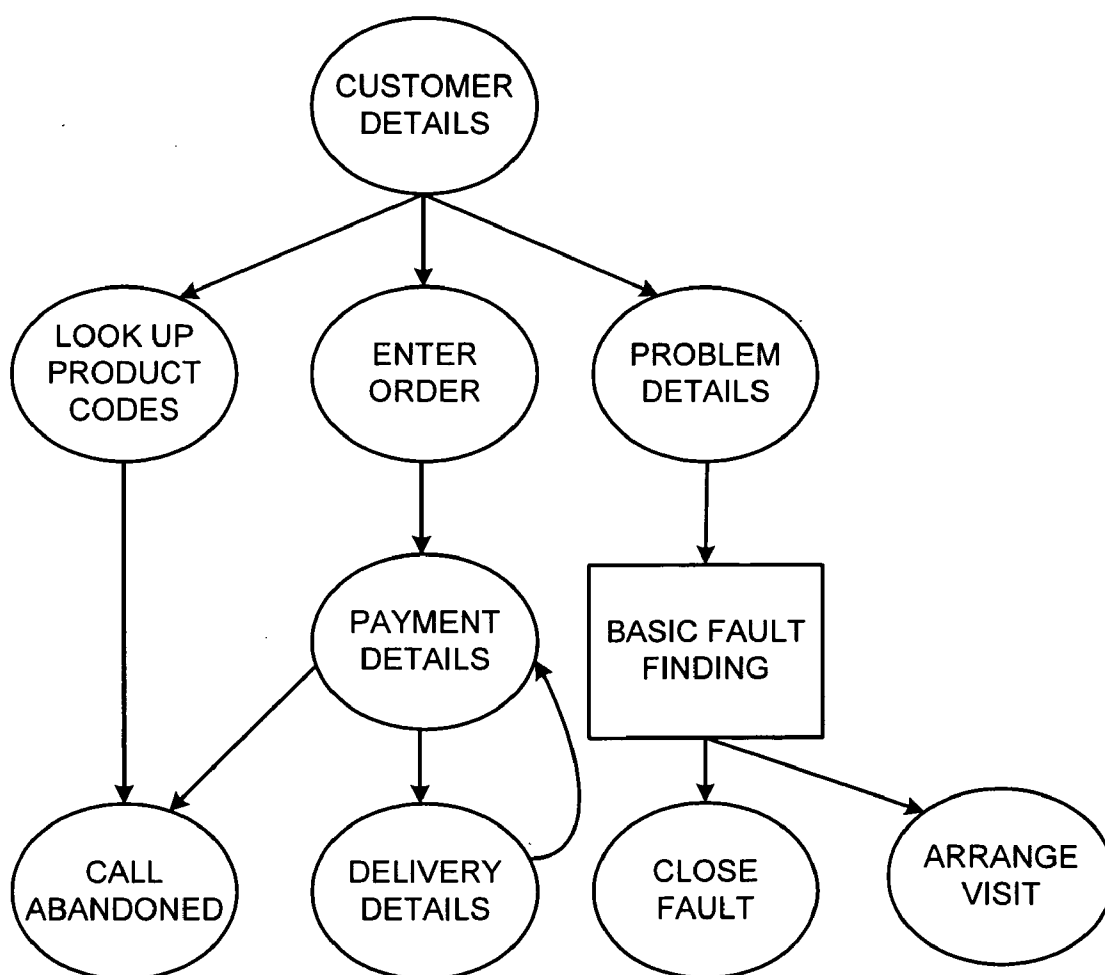 CUSTOMER
DETAILS
LOOK UP
PRODUCT
CODES
ENTER
ORDER
PROBLEM
DETAILS
PAYMENT
DETAILS
BASIC FAULT
FINDING
CALL
ABANDONED
DELIVERY
DETAILS
CLOSE
FAULT
ARRANGE
VISIT